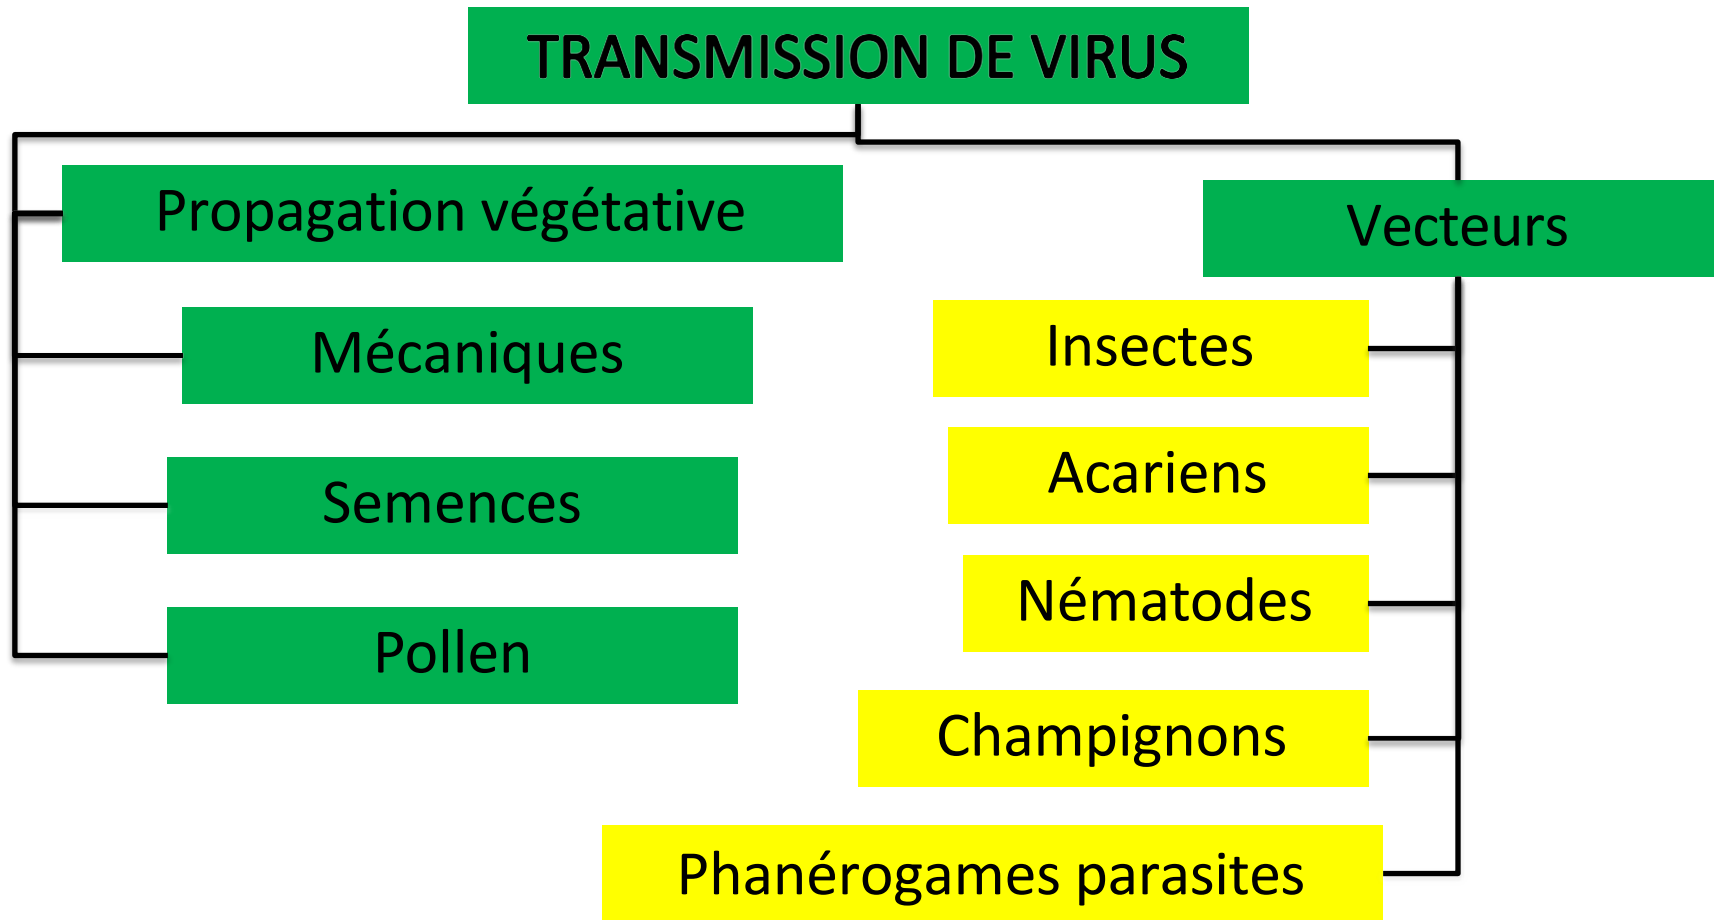 TRANSMISSION DE VIRUS
Propagation végétative
Mécaniques
Semences
Pollen
Vecteurs
Insectes
Acariens
Nématodes
Champignons
Phanérogames parasites